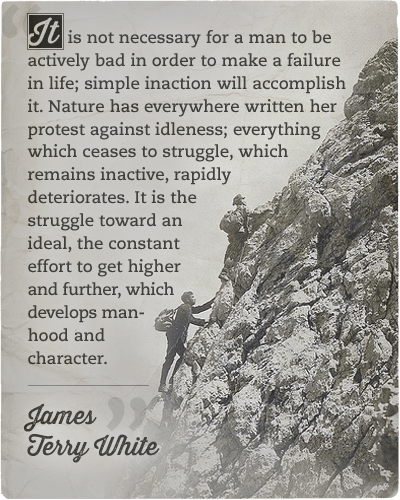 It is not necessary for a man to be
actively bad in order to make a failure
in life; simple inaction will accomplish
it. Nature has everywhere written her
protest against idleness; everything
which ceases to struggle, which
remains inactive, rapidly
deteriorates. It is the
struggle toward an
ideal, the constant
effort to get higher
and further, which
develops man-
hood and
character.
James
Terry White